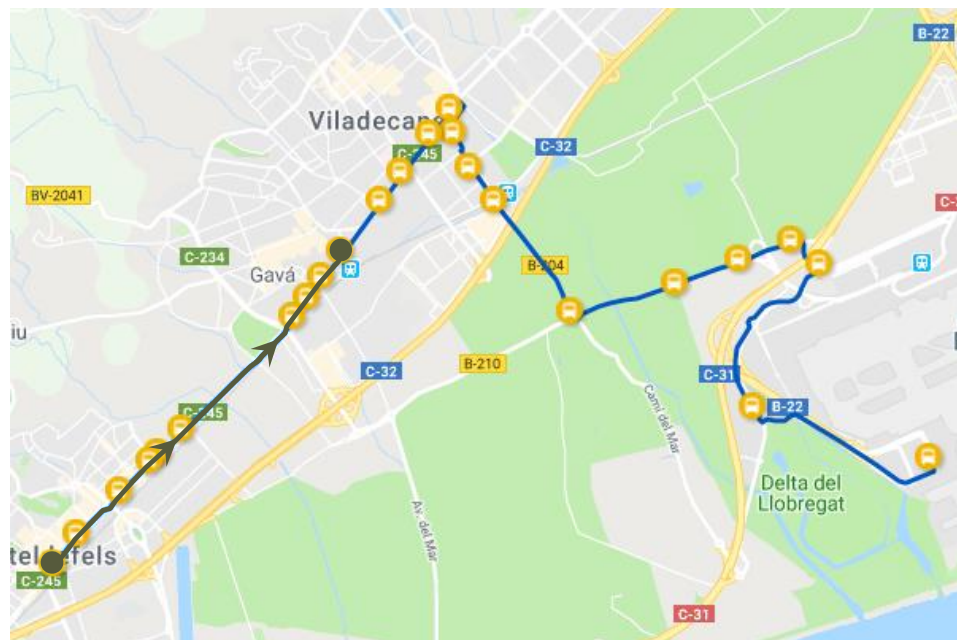 B-22
Viladecans
C-245
C-32
BV-2041
C-234
Gavá
B-204
iu
C-32
B-210
C-31
C-245
B-22
Camí del Mar
Delta del
Llobregat
Av. del Mar
C-245
C-31